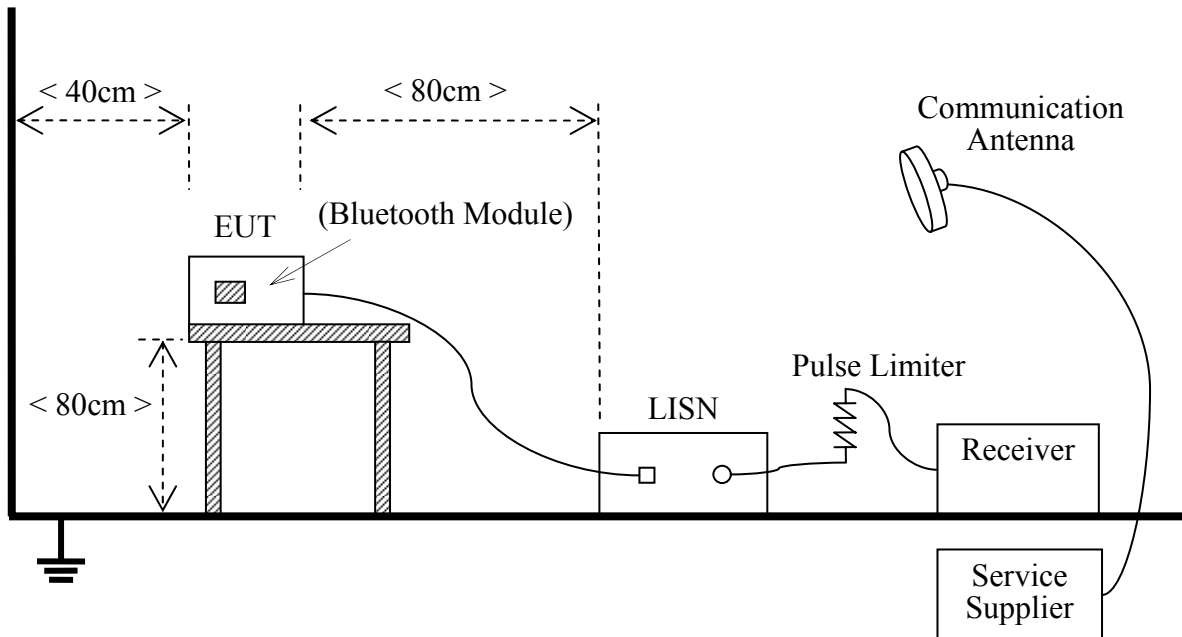 < 40cm >
< 80cm >
Communication
Antenna
EUT
(Bluetooth Module)
< 80cm >
Pulse Limiter
LISN
Receiver
Service
Supplier